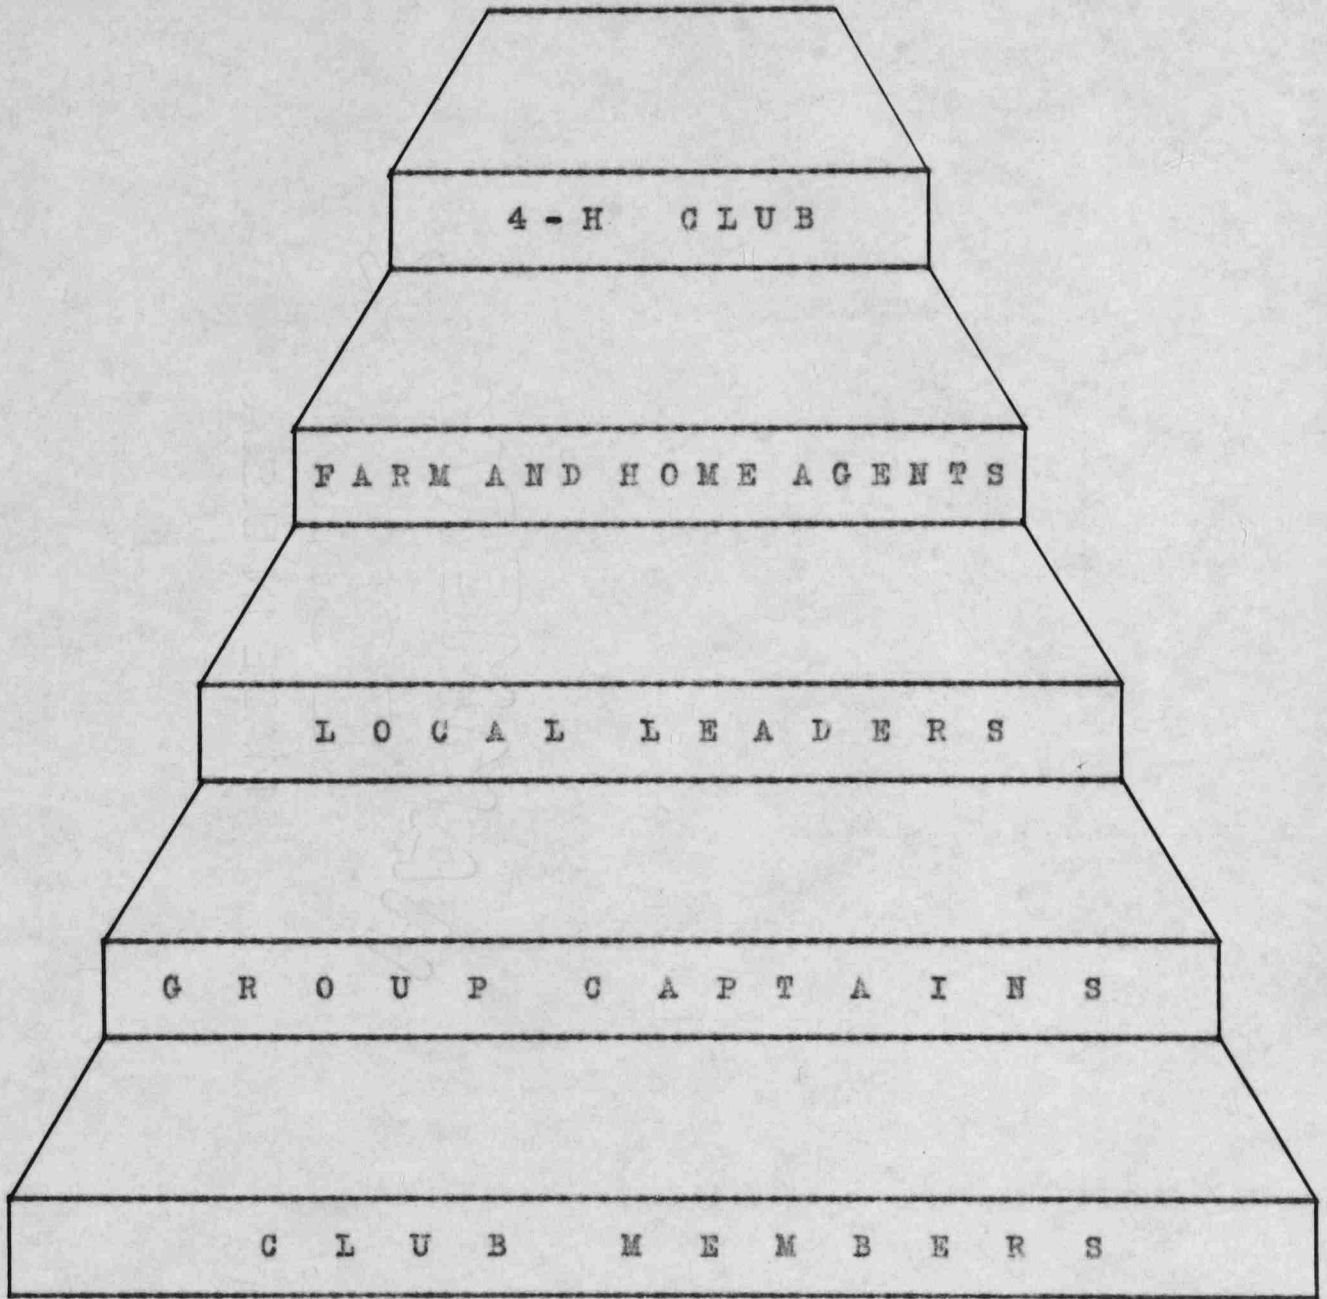 4-H CLUB
FARM AND HOME AGENTS
LOCAL LEADERS
GROUP CAPTAINS
CLUB MEMBERS